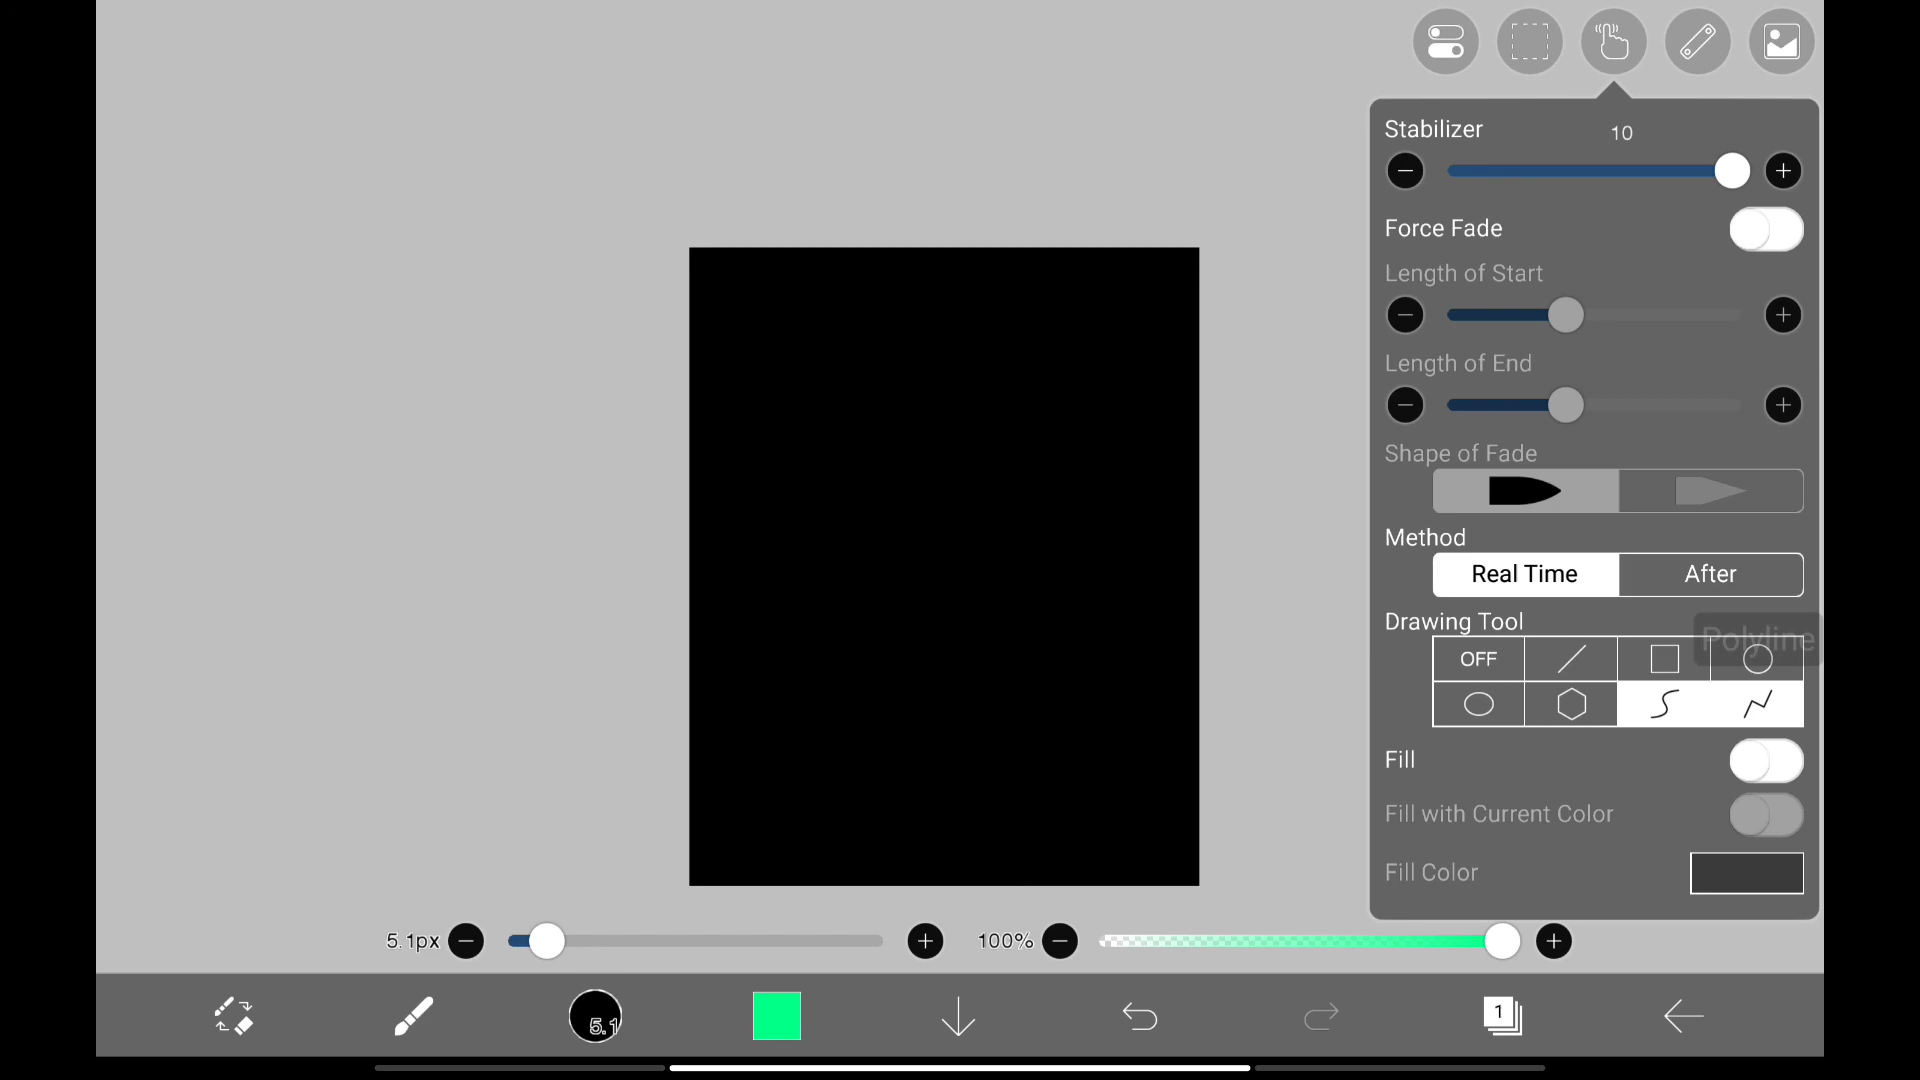 Stabilizer
10
Force Fade
Length of Start
Length of End
Shape of Fade
Method
Real Time
After
Drawing Tool
Polyline
OFF
Fill
Fill with Current Color
Fill Color
5.1px
100%
5.1
1